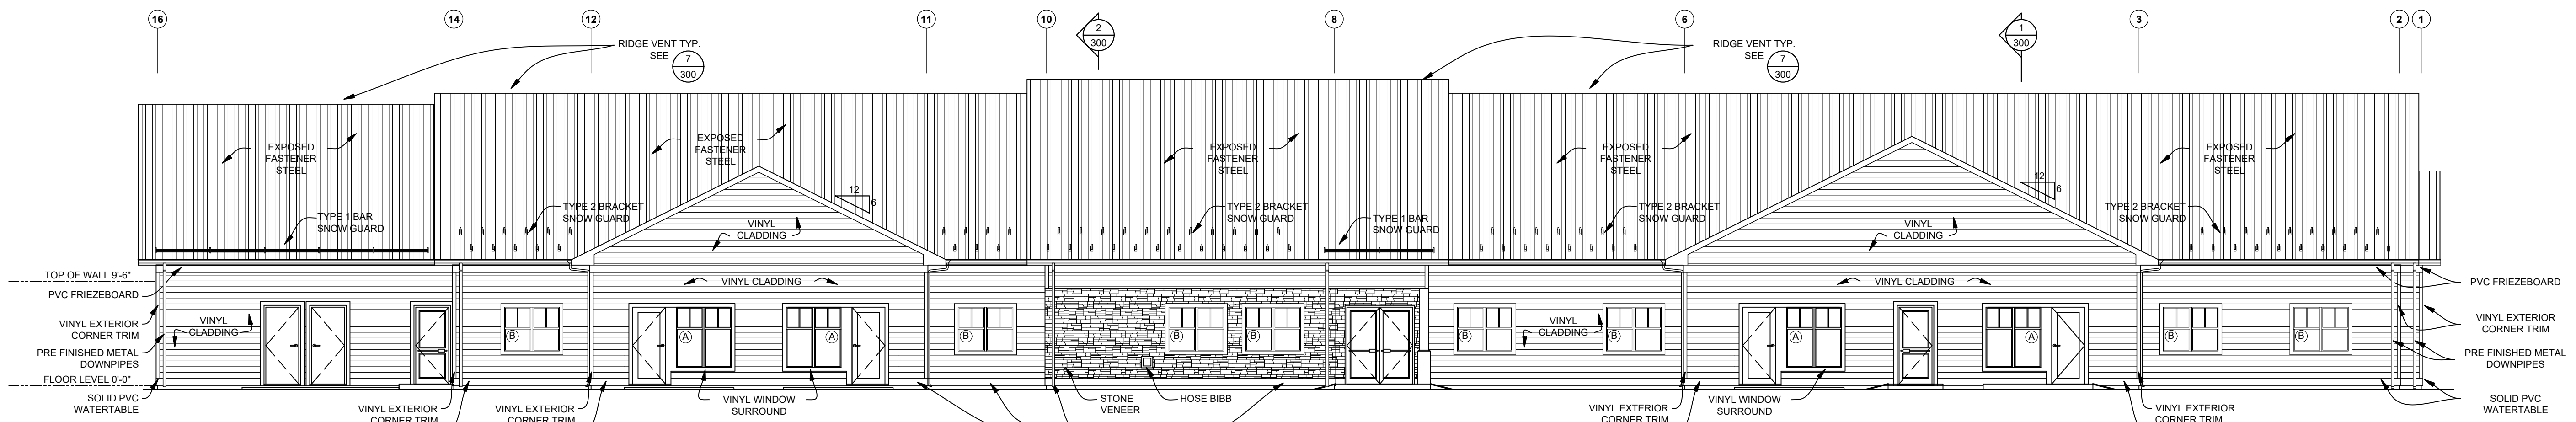 16
14
12
11
10
2
300
8
6
1
300
3
2
1
RIDGE VENT TYP.
SEE
7
300
RIDGE VENT TYP.
SEE
7
300
EXPOSED
FASTENER
STEEL
EXPOSED
FASTENER
STEEL
EXPOSED
FASTENER
STEEL
EXPOSED
FASTENER
STEEL
EXPOSED
FASTENER
STEEL
12
6
12
6
TYPE 1 BAR
SNOW GUARD
TYPE 2 BRACKET
SNOW GUARD
VINYL
CLADDING
TYPE 2 BRACKET
SNOW GUARD
TYPE 1 BAR
SNOW GUARD
TYPE 2 BRACKET
SNOW GUARD
VINYL
CLADDING
TYPE 2 BRACKET
SNOW GUARD
TOP OF WALL 9'-6"
PVC FRIEZEBOARD
VINYL EXTERIOR
CORNER TRIM
PRE FINISHED METAL
DOWNPIPES
FLOOR LEVEL 0'-0"
SOLID PVC
WATERTABLE
VINYL
CLADDING
VINYL CLADDING
VINYL CLADDING
B
A
A
B
B
B
B
VINYL
CLADDING
B
A
A
B
B
PVC FRIEZEBOARD
VINYL EXTERIOR
CORNER TRIM
PRE FINISHED METAL
DOWNPIPES
SOLID PVC
WATERTABLE
VINYL EXTERIOR
CORNER TRIM
VINYL EXTERIOR
CORNER TRIM
VINYL WINDOW
SURROUND
STONE
VENEER
HOSE BIBB
VINYL EXTERIOR
CORNER TRIM
VINYL WINDOW
SURROUND
VINYL EXTERIOR
CORNER TRIM